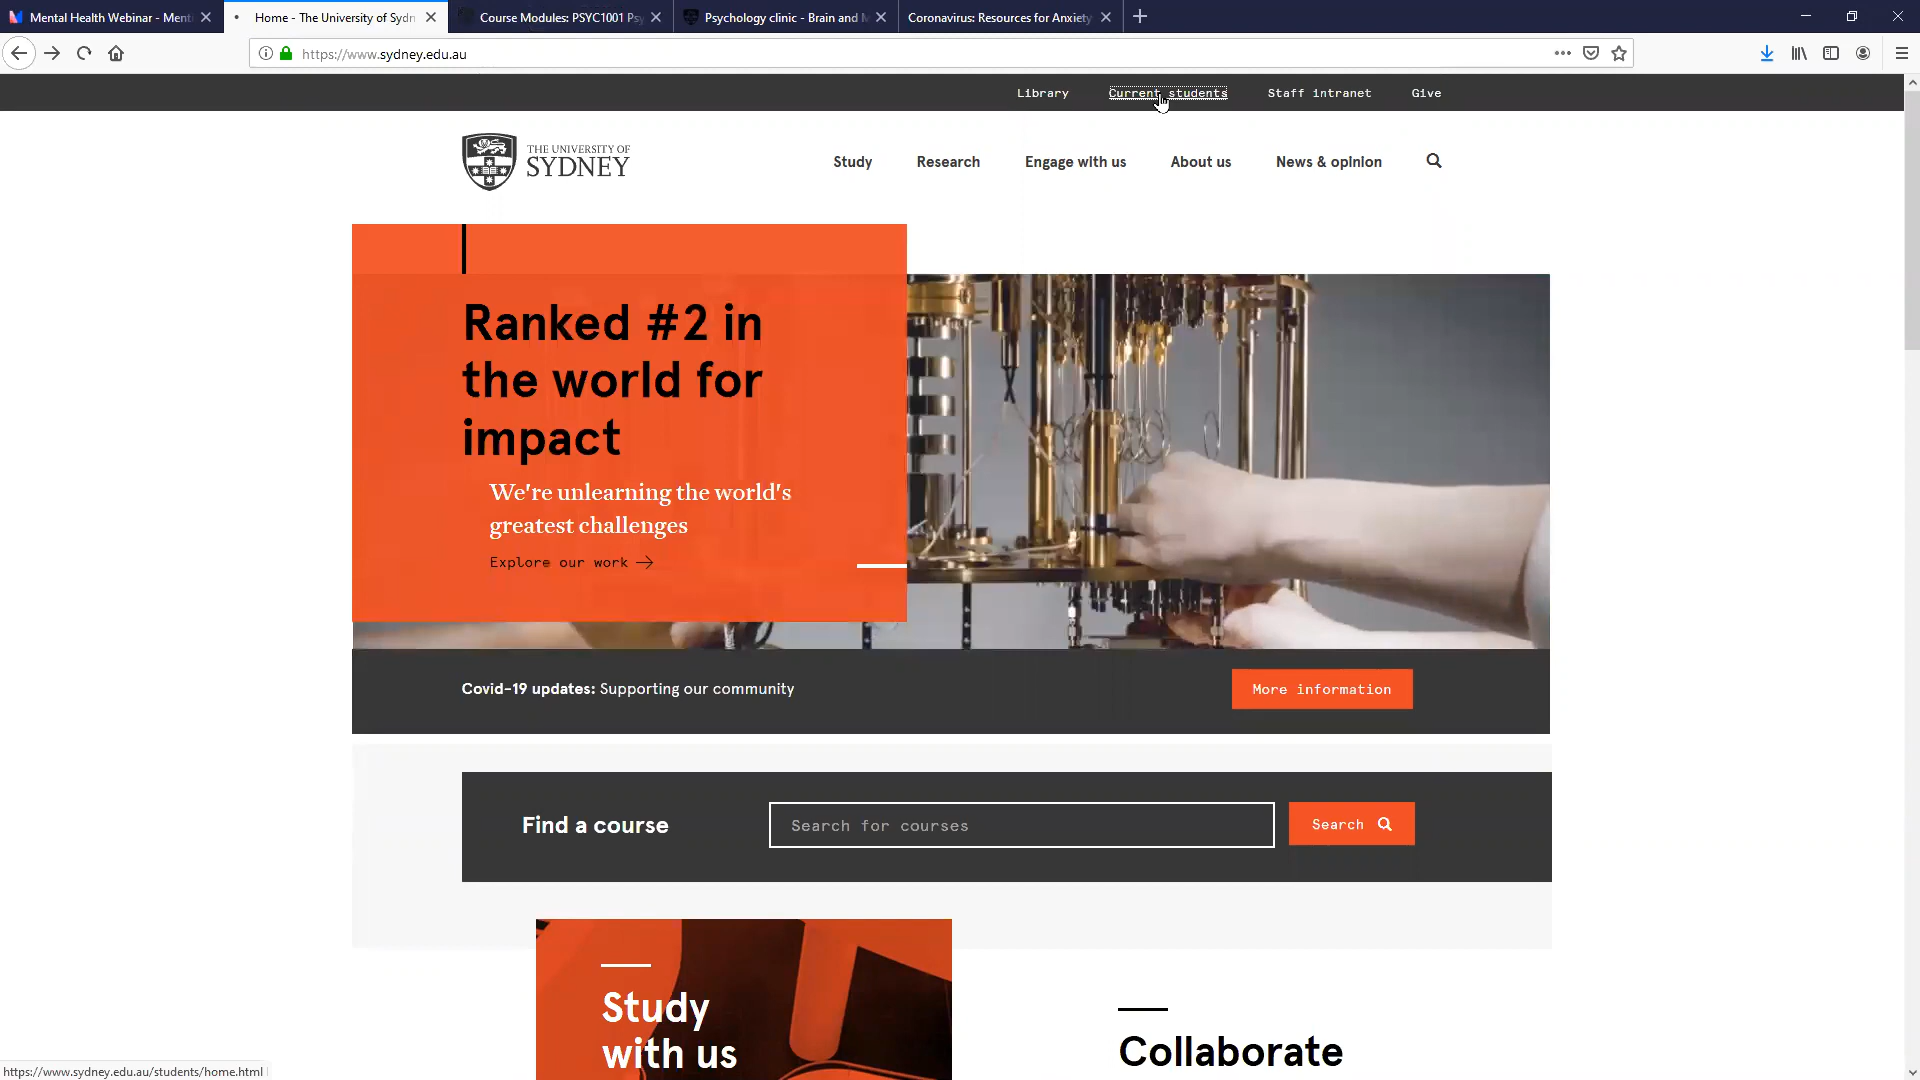 Mental Health Webinar - Menti
Home - The University of Sydn
Course Modules: PSYC1001 Psy
Psychology clinic - Brain and M
Coronavirus: Resources for Anxiety
https://www.sydney.edu.au
Library
Current students
Staff intranet
Give
THE UNIVERSITY OF
SYDNEY
Study
Research
Engage with us
About us
News & opinion
Ranked #2 in
the world for
impact
We're unlearning the world's
greatest challenges
Explore our work
Covid-19 updates: Supporting our community
More information
Find a course
Search for courses
Search
Study
with us
Collaborate
https://www.sydney.edu.au/students/home.html